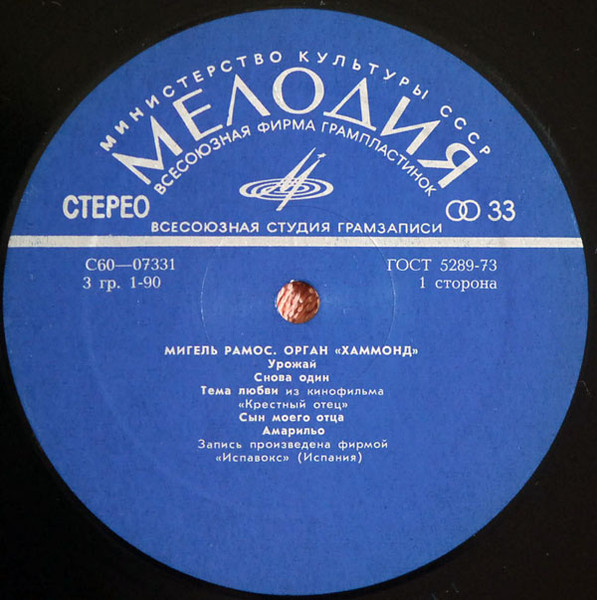 МИНИСТЕРСТВО КУЛЬТУРЫ СССР
МЕЛОДИЯ
ВСЕСОЮЗНАЯ ФИРМА ГРАМПЛАСТИНОК
СТЕРЕО
33
ВСЕСОЮЗНАЯ СТУДИЯ ГРАМЗАПИСИ
С60—07331
ГОСТ 5289-73
3 гр. 1-90
1 сторона
МИГЕЛЬ РАМОС. ОРГАН «ХАММОНД»
Урожай
Снова один
Тема любви из кинофильма
«Крестный отец»
Сын моего отца
Амарильо
Запись произведена фирмой
«Испавокс» (Испания)